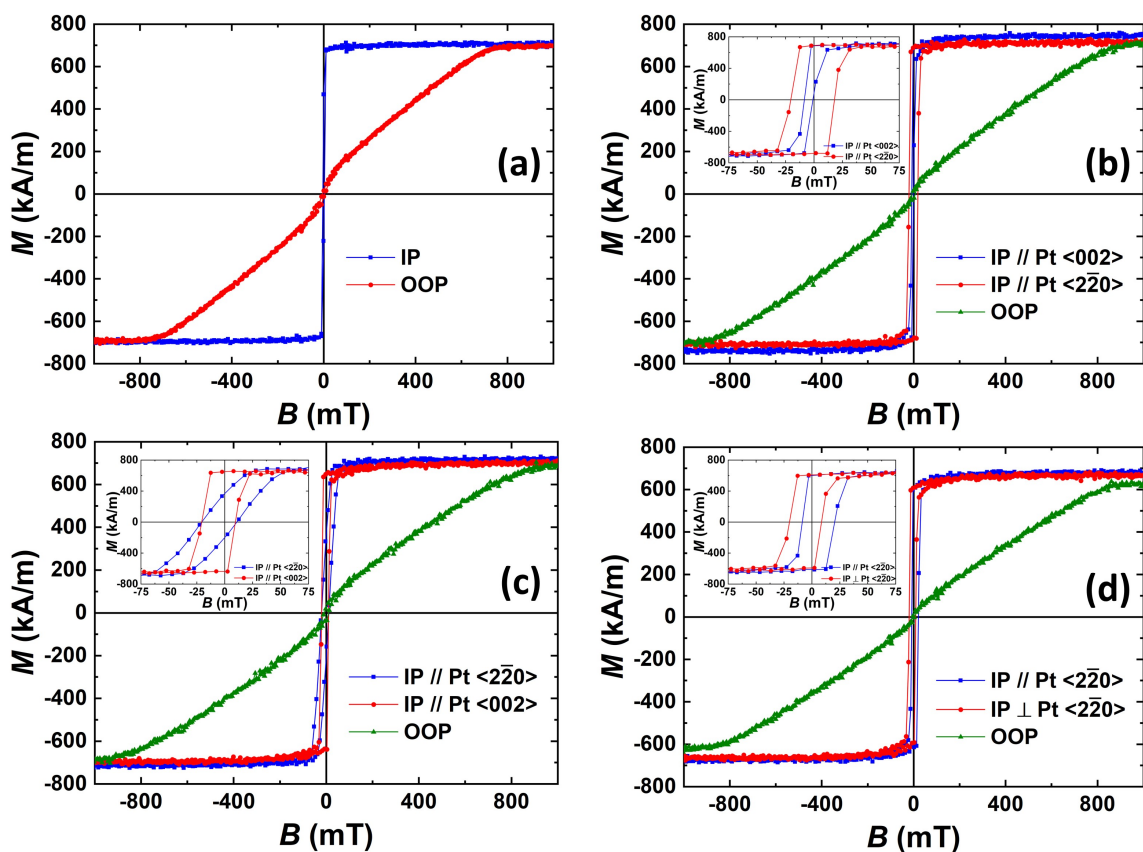 800
600
400
200
0
-200
-400
-600
-800
M (kA/m)
(a)
IP
OOP
-800 -400 0 400 800
B (mT)
800
600
400
200
0
-200
-400
-600
-800
M (kA/m)
800
400
0
-400
-800
M (kA/m)
IP // Pt <002>
IP // Pt <22̅0>
-75 -50 -25 0 25 50 75
B (mT)
(b)
IP // Pt <002>
IP // Pt <22̅0>
OOP
-800 -400 0 400 800
B (mT)
800
600
400
200
0
-200
-400
-600
-800
M (kA/m)
800
400
0
-400
-800
M (kA/m)
IP // Pt <22̅0>
IP // Pt <002>
-75 -50 -25 0 25 50 75
B (mT)
(c)
IP // Pt <22̅0>
IP // Pt <002>
OOP
-800 -400 0 400 800
B (mT)
800
600
400
200
0
-200
-400
-600
-800
M (kA/m)
800
400
0
-400
-800
M (kA/m)
IP // Pt <22̅0>
IP ⊥ Pt <22̅0>
-75 -50 -25 0 25 50 75
B (mT)
(d)
IP // Pt <22̅0>
IP ⊥ Pt <22̅0>
OOP
-800 -400 0 400 800
B (mT)